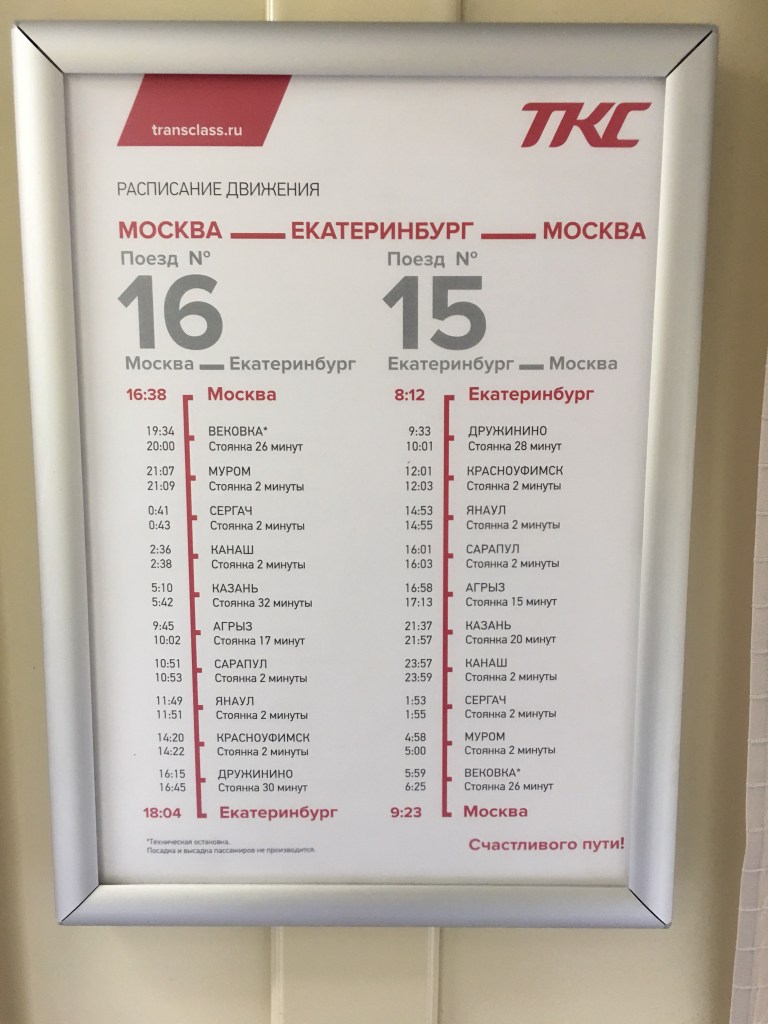 transclass.ru
ТКС
РАСПИСАНИЕ ДВИЖЕНИЯ
МОСКВА — ЕКАТЕРИНБУРГ — МОСКВА
Поезд №
16
Москва — Екатеринбург
16:38 Москва
19:34 ВЕКОВКА*
20:00 Стоянка 26 минут
21:07 МУРОМ
21:09 Стоянка 2 минуты
0:41 СЕРГАЧ
0:43 Стоянка 2 минуты
2:36 КАНАШ
2:38 Стоянка 2 минуты
5:10 КАЗАНЬ
5:42 Стоянка 32 минуты
9:45 АГРЫЗ
10:02 Стоянка 17 минут
10:51 САРАПУЛ
10:53 Стоянка 2 минуты
11:49 ЯНАУЛ
11:51 Стоянка 2 минуты
14:20 КРАСНОУФИМСК
14:22 Стоянка 2 минуты
16:15 ДРУЖИНИНО
16:45 Стоянка 30 минут
18:04 Екатеринбург
Поезд №
15
Екатеринбург — Москва
8:12 Екатеринбург
9:33 ДРУЖИНИНО
10:01 Стоянка 28 минут
12:01 КРАСНОУФИМСК
12:03 Стоянка 2 минуты
14:53 ЯНАУЛ
14:55 Стоянка 2 минуты
16:01 САРАПУЛ
16:03 Стоянка 2 минуты
16:58 АГРЫЗ
17:13 Стоянка 15 минут
21:37 КАЗАНЬ
21:57 Стоянка 20 минут
23:57 КАНАШ
23:59 Стоянка 2 минуты
1:53 СЕРГАЧ
1:55 Стоянка 2 минуты
4:58 МУРОМ
5:00 Стоянка 2 минуты
5:59 ВЕКОВКА*
6:25 Стоянка 26 минут
9:23 Москва
*Техническая остановка.
Посадка и высадка пассажиров не производится.
Счастливого пути!